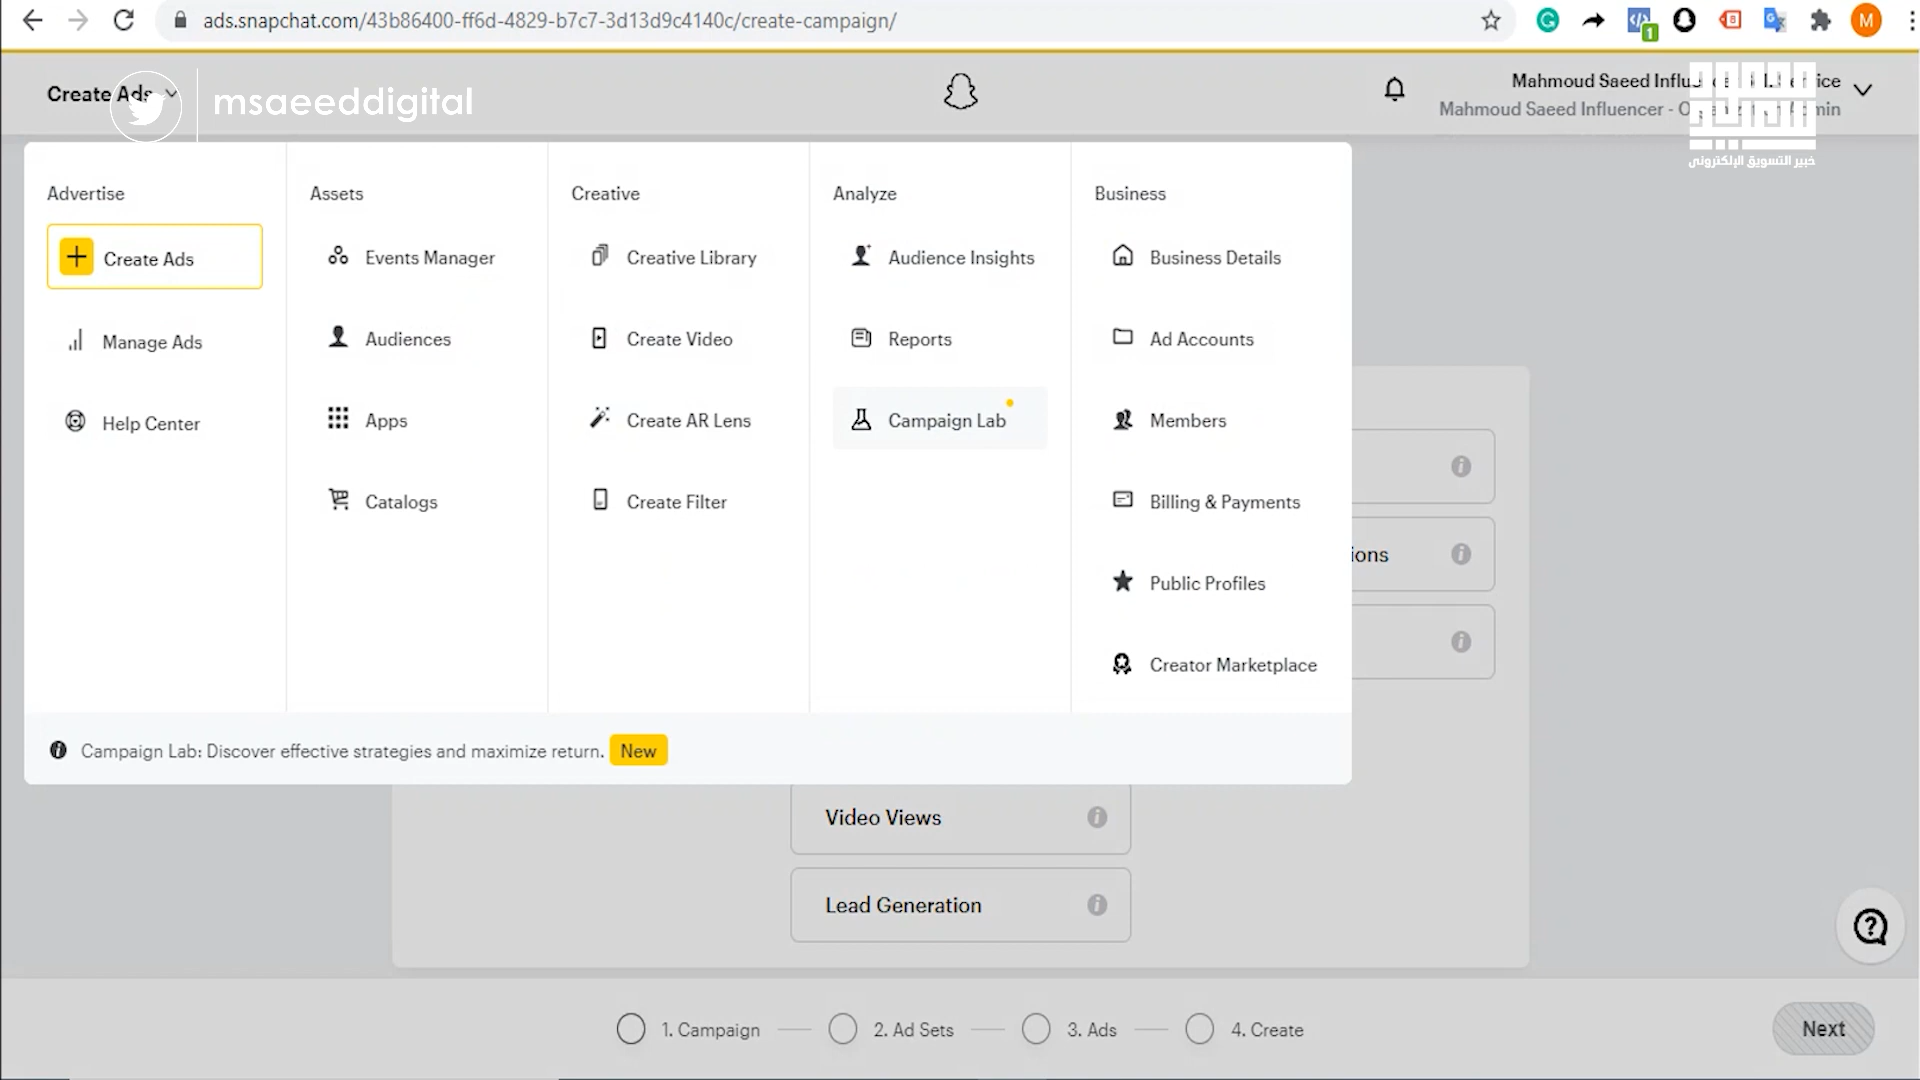 ads.snapchat.com/43b86400-ff6d-4829-b7c7-3d13d9c4140c/create-campaign/
1
M
Create Ads
msaeeddigital
Mahmoud Saeed
Mahmoud Saeed Influencer -
خبير التسويق الإلكتروني
Advertise
Create Ads
Manage Ads
Help Center
Assets
Events Manager
Audiences
Apps
Catalogs
Creative
Creative Library
Create Video
Create AR Lens
Create Filter
Analyze
Audience Insights
Reports
Campaign Lab
Business
Business Details
Ad Accounts
Members
Billing & Payments
Public Profiles
Creator Marketplace
ions
Campaign Lab: Discover effective strategies and maximize return. New
Video Views
Lead Generation
1. Campaign
2. Ad Sets
3. Ads
4. Create
Next